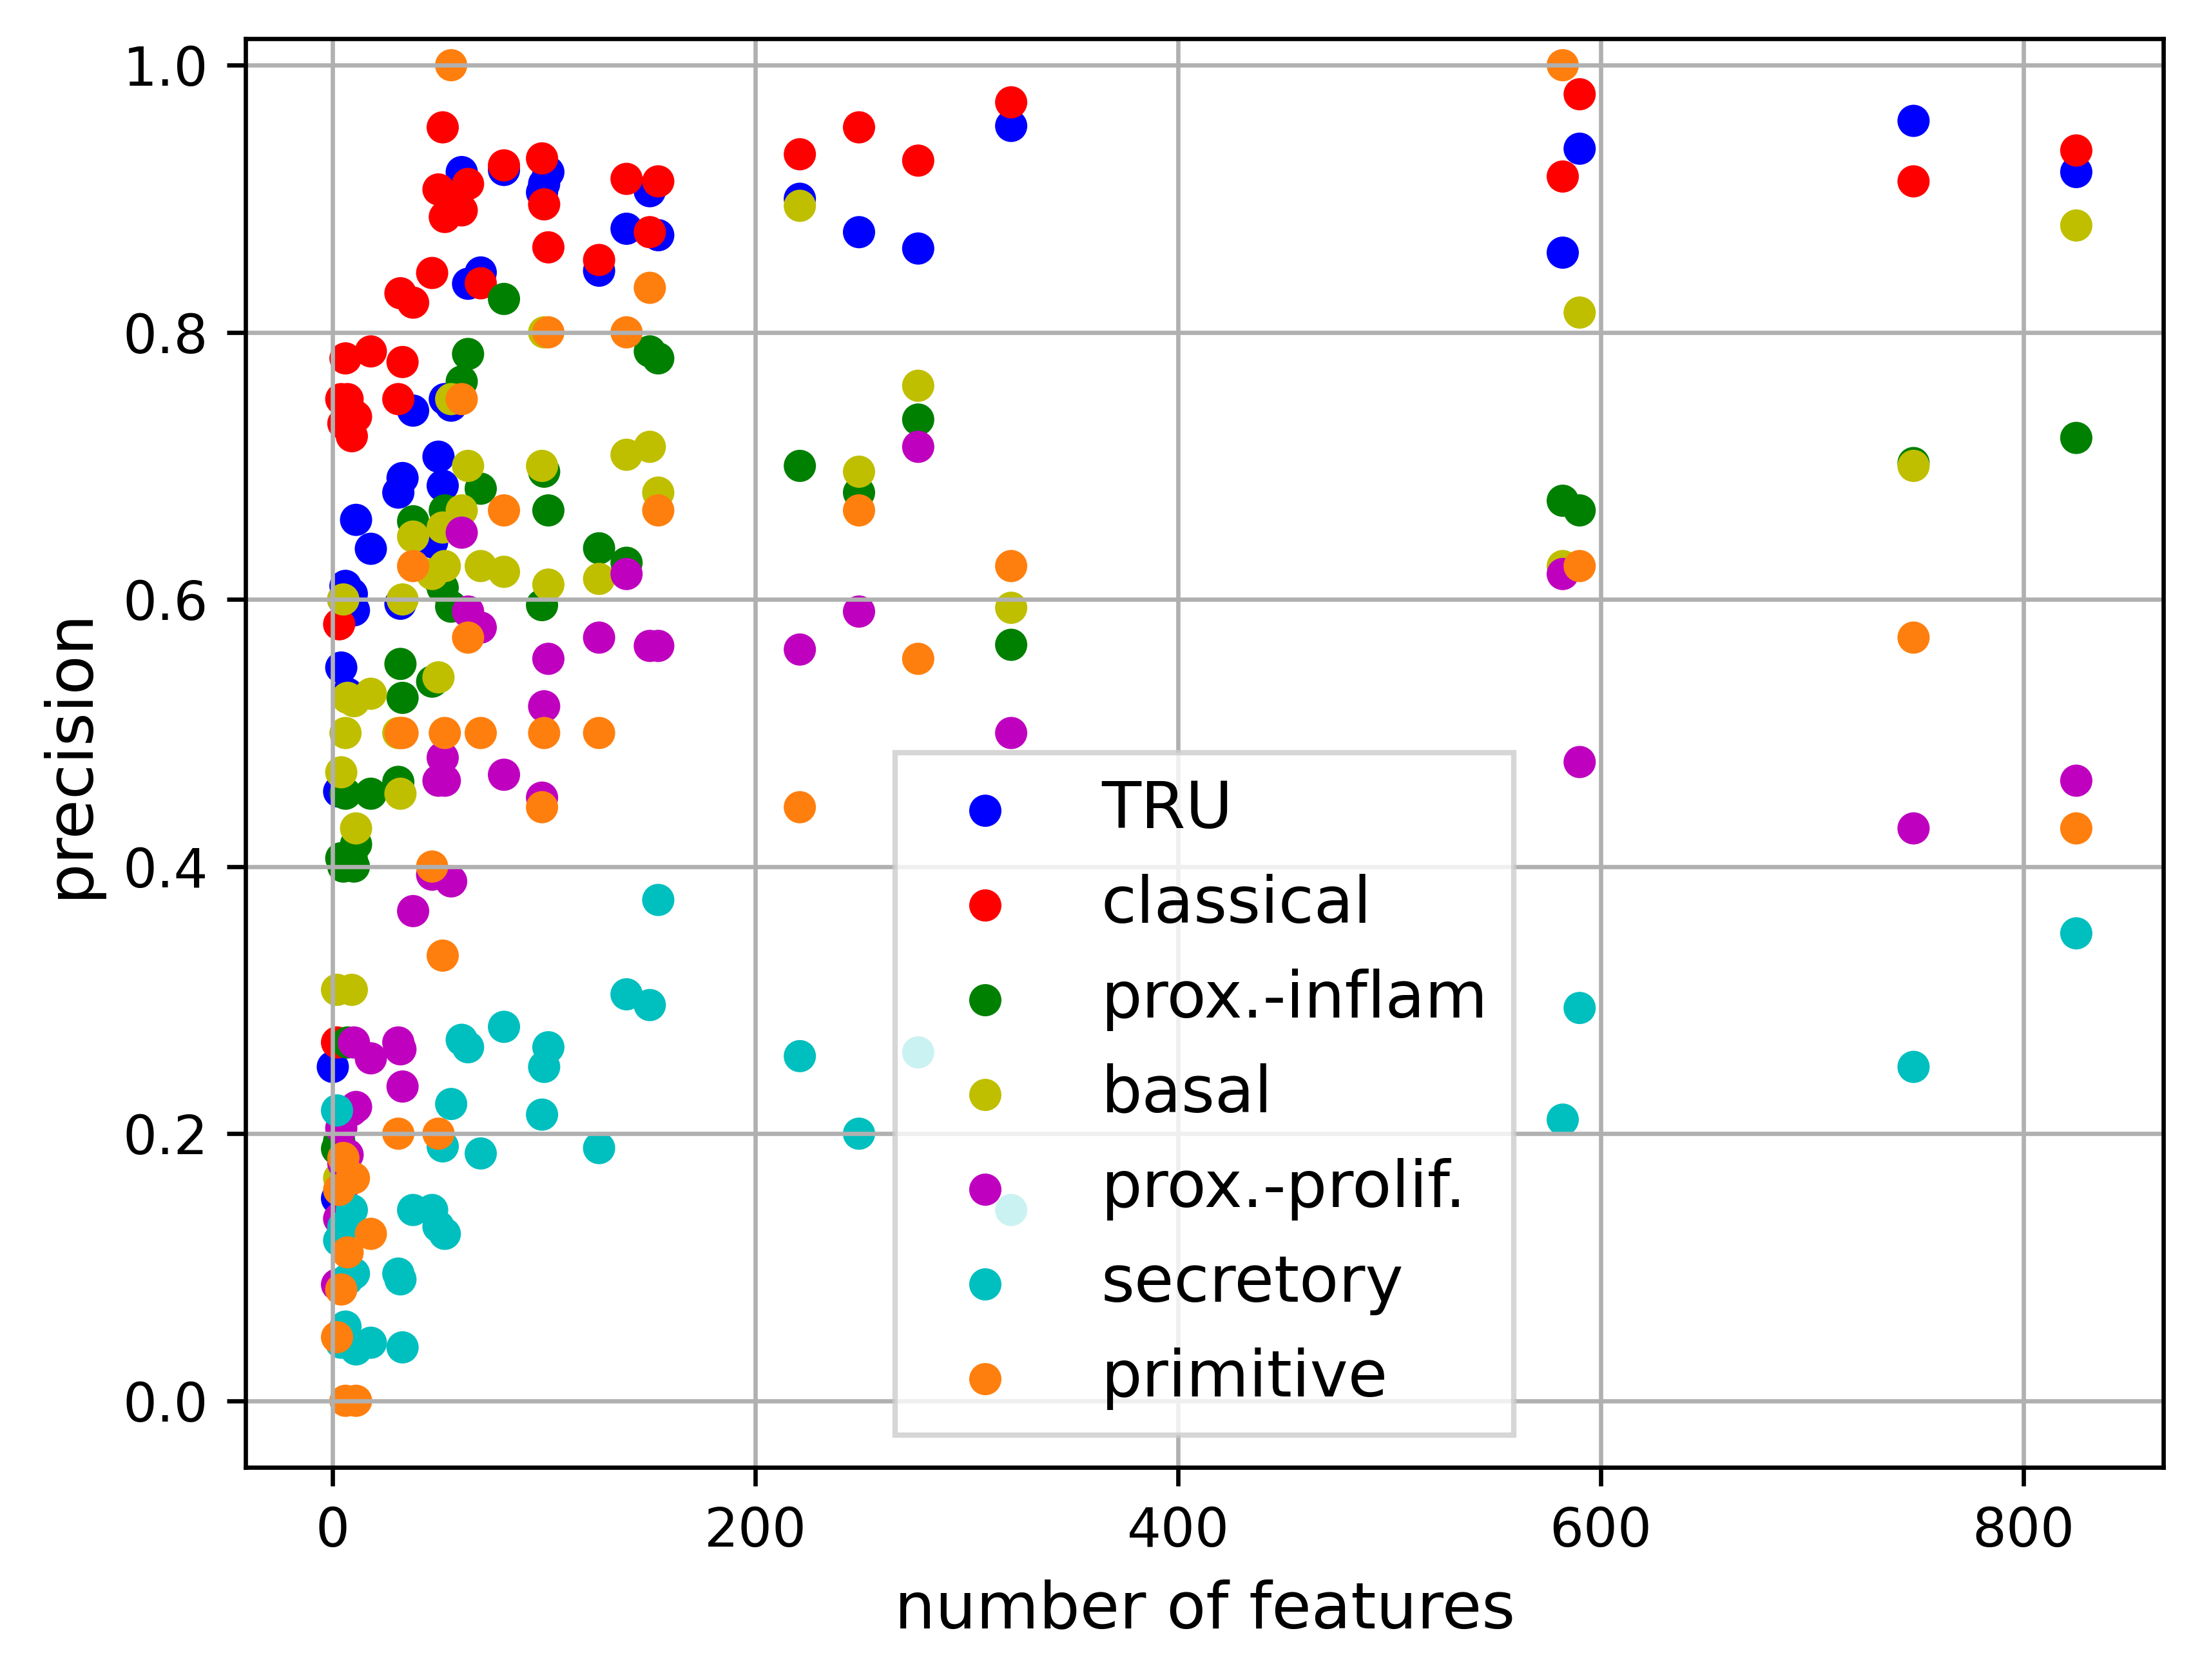 1.0
0.8
0.6
0.4
0.2
0.0
precision
TRU
classical
prox.-inflam
basal
prox.-prolif.
secretory
primitive
0 200 400 600 800
number of features